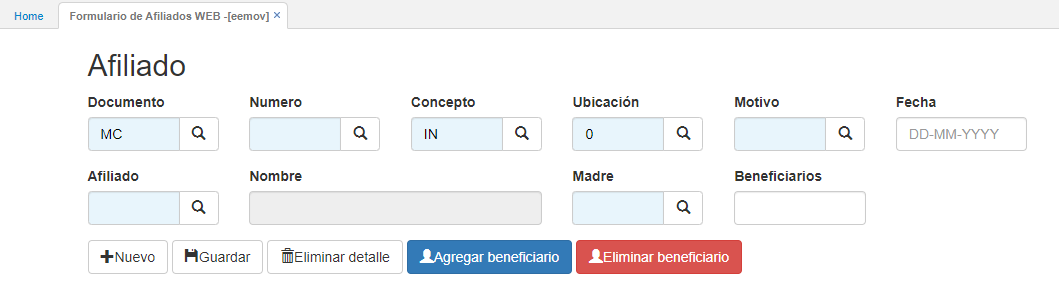 Home Formulario de Afiliados WEB -[eemov] ×
Afiliado
Documento Numero Concepto Ubicación Motivo Fecha
MC IN 0 DD-MM-YYYY
Afiliado Nombre Madre Beneficiarios
Nuevo Guardar Eliminar detalle Agregar beneficiario Eliminar beneficiario